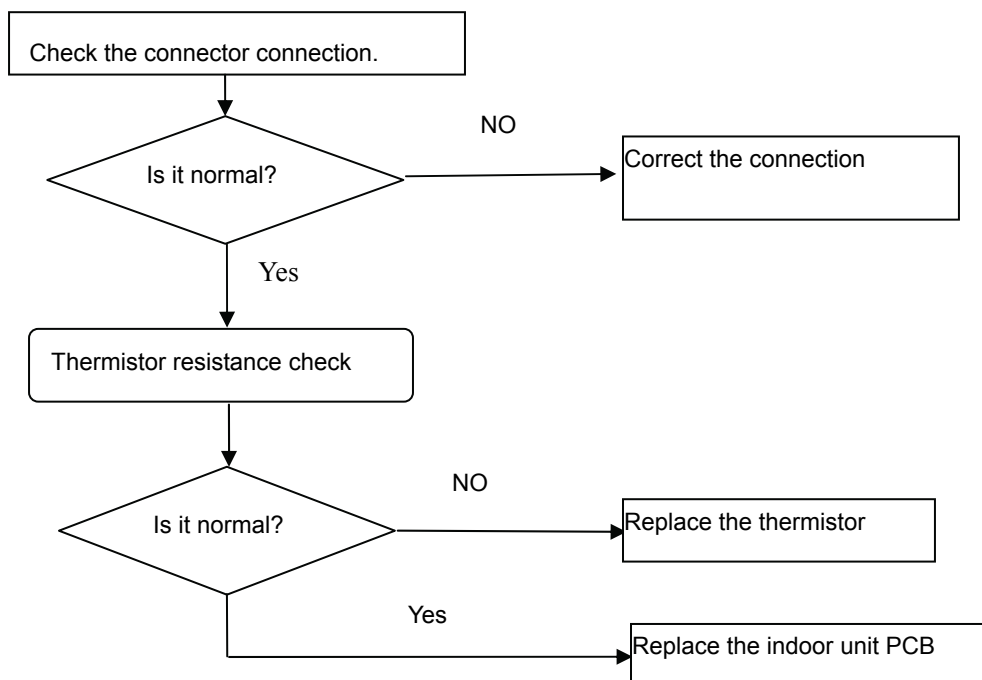 Check the connector connection.
NO
Is it normal?
Correct the connection
Yes
Thermistor resistance check
NO
Is it normal?
Replace the thermistor
Yes
Replace the indoor unit PCB